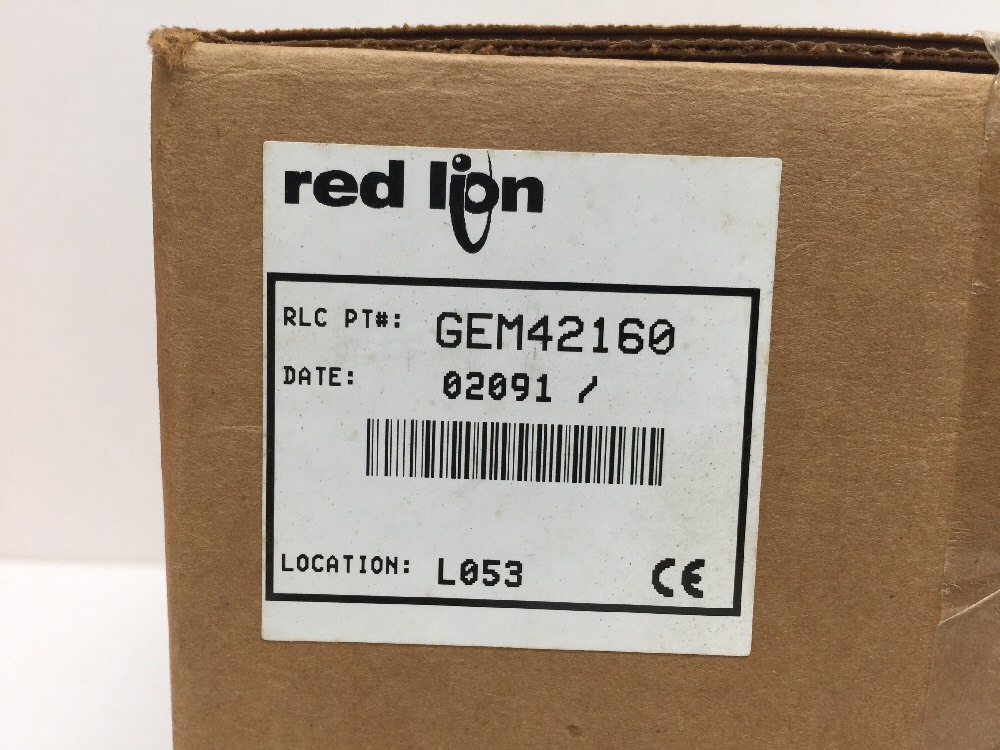 red lion
RLC PT#: GEM42160
DATE: 02091 /
LOCATION: L053
CE